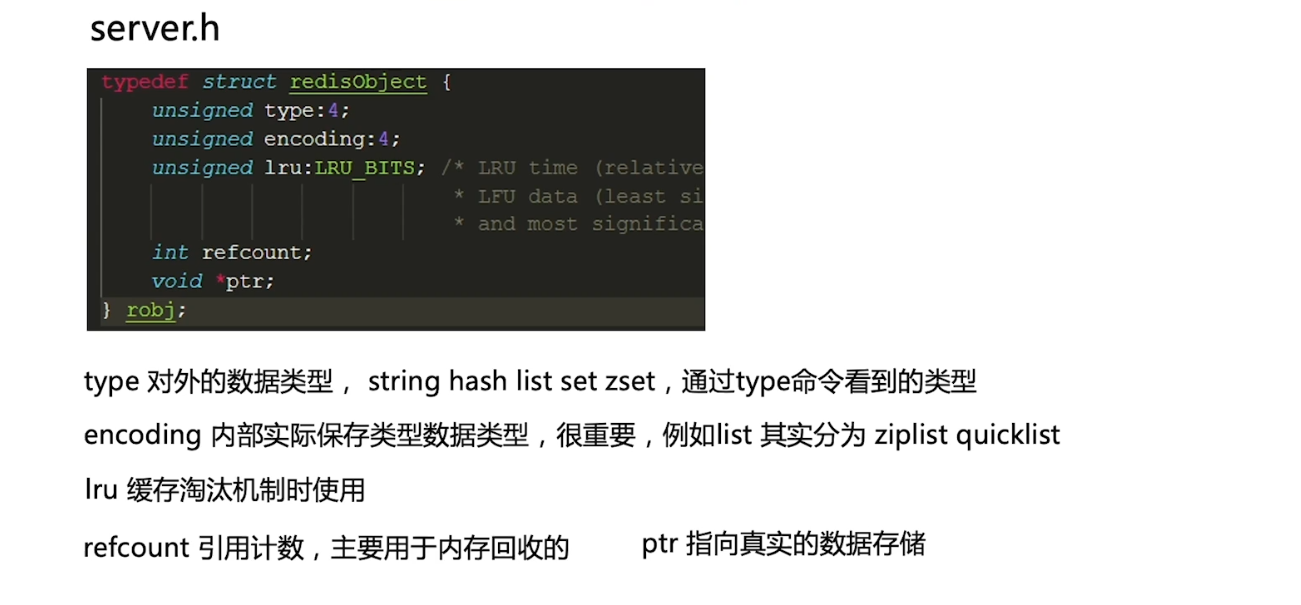 server.h
typedef struct redisObject {
unsigned type:4;
unsigned encoding:4;
unsigned lru:LRU_BITS; /* LRU time (relative
* LFU data (least si
* and most significa
int refcount;
void *ptr;
} robj;
type 对外的数据类型， string hash list set zset，通过type命令看到的类型
encoding 内部实际保存类型数据类型，很重要，例如list 其实分为 ziplist quicklist
lru 缓存淘汰机制时使用
refcount 引用计数，主要用于内存回收的 ptr 指向真实的数据存储